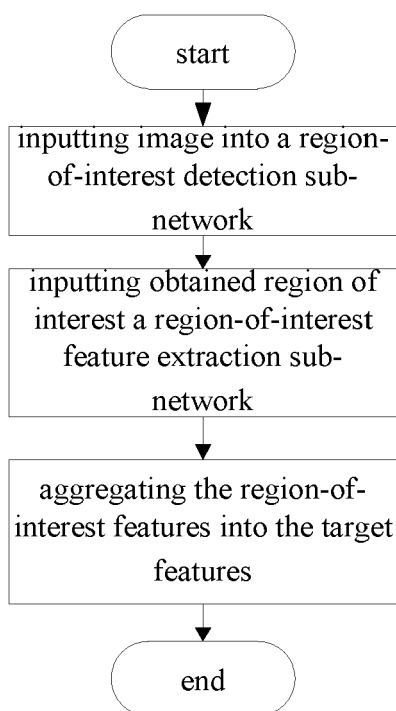 start
inputting image into a region-
of-interest detection sub-
network
inputting obtained region of
interest a region-of-interest
feature extraction sub-
network
aggregating the region-of-
interest features into the target
features
end